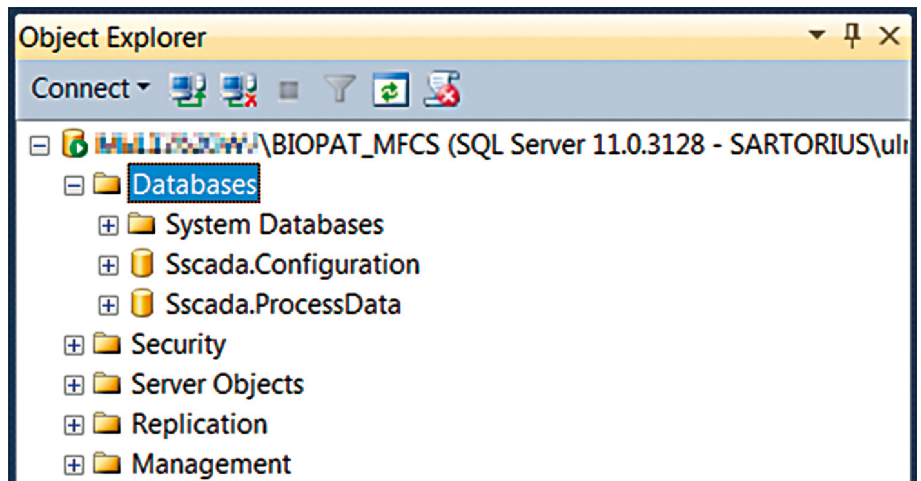 Object Explorer
Connect
\BIOPAT_MFCS (SQL Server 11.0.3128 - SARTORIUS\
Databases
System Databases
Sscada.Configuration
Sscada.ProcessData
Security
Server Objects
Replication
Management